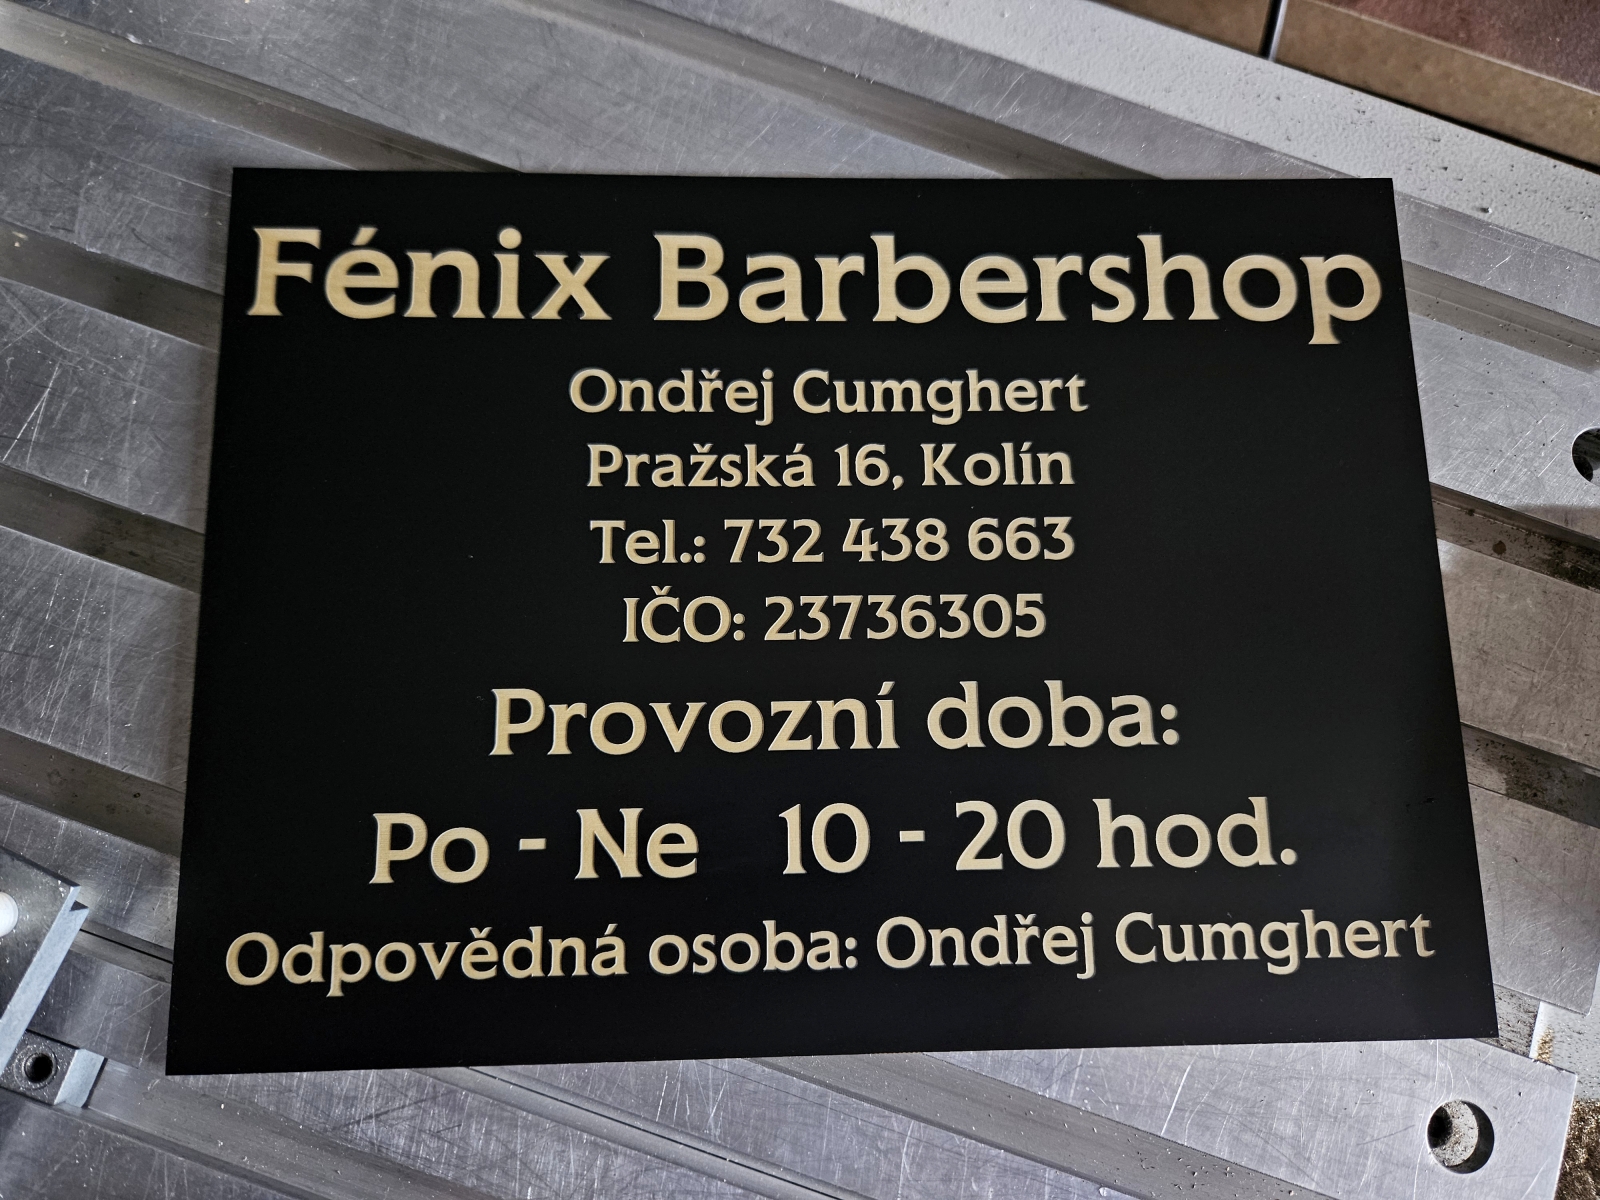 Fénix Barbershop
Ondřej Cumghert
Pražská 16, Kolín
Tel.: 732 438 663
IČO: 23736305
Provozní doba:
Po - Ne 10 - 20 hod.
Odpovědná osoba: Ondřej Cumghert